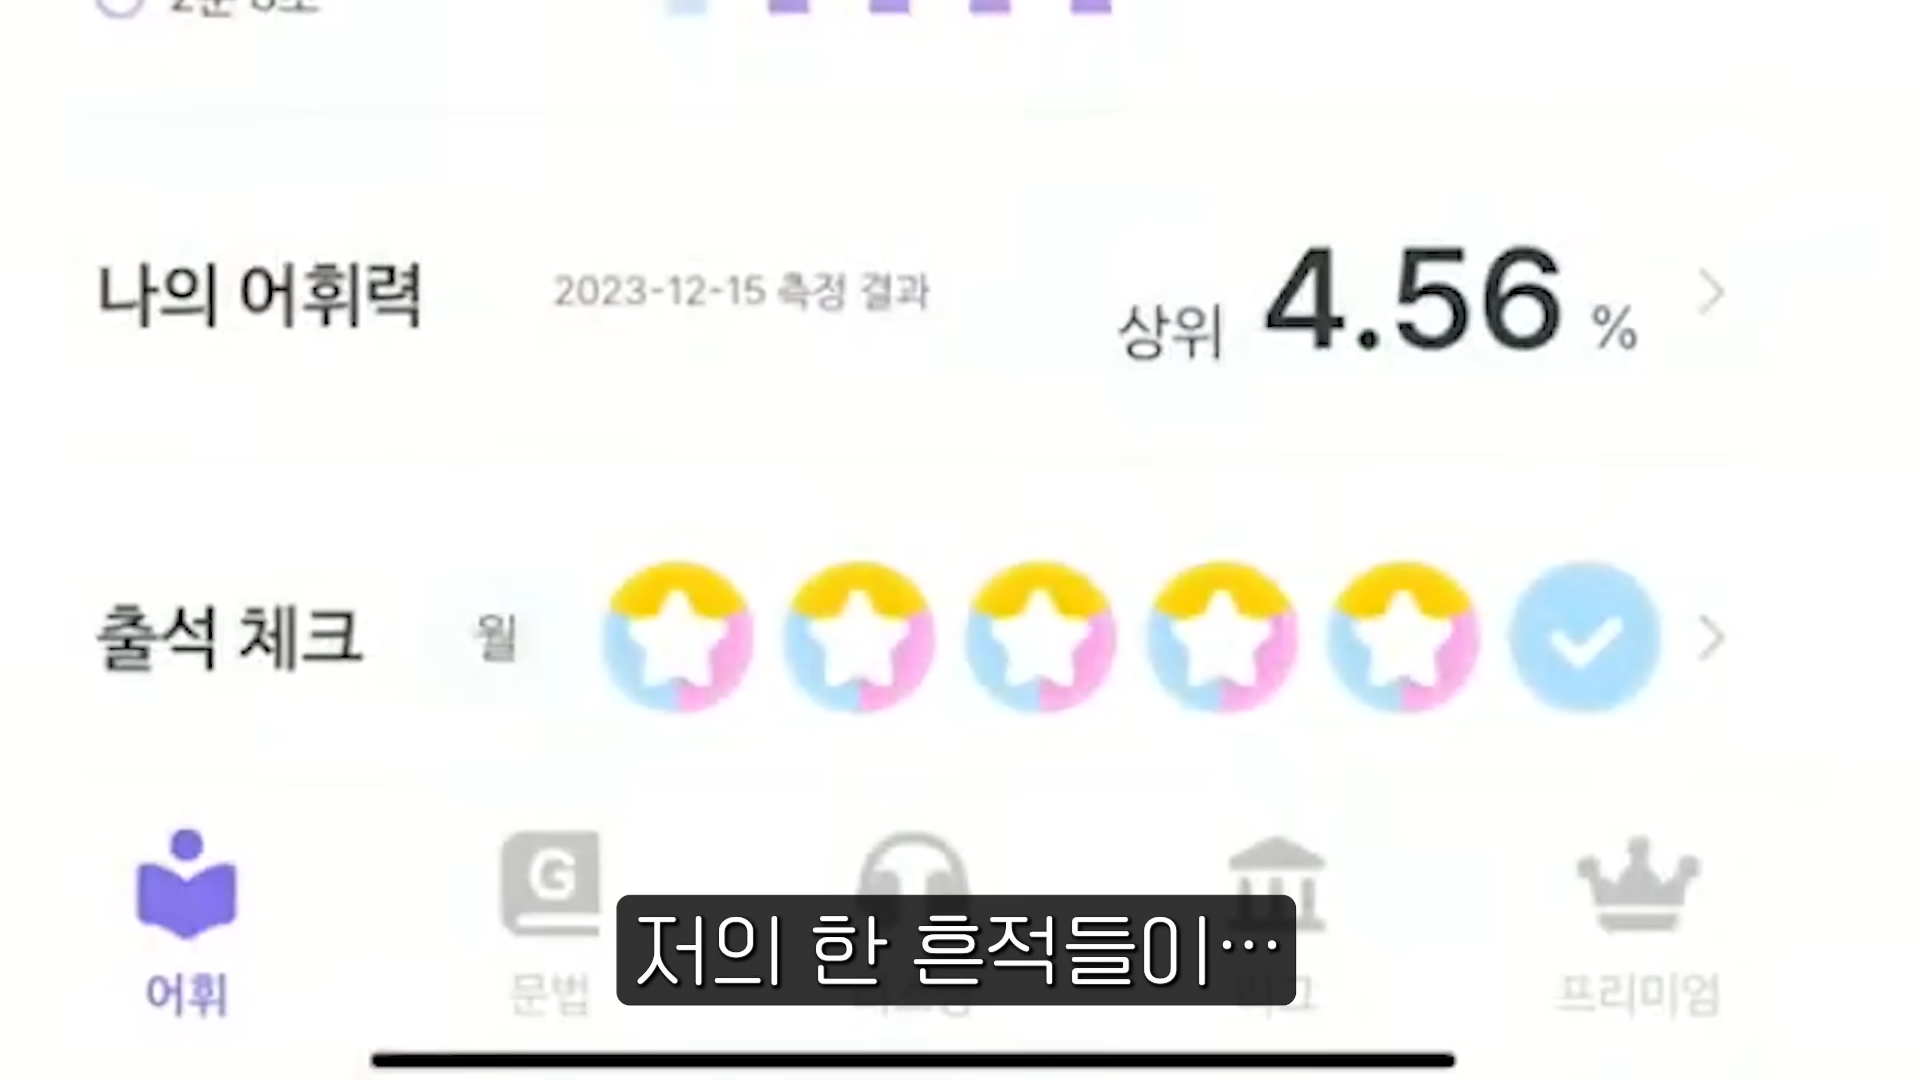 나의 어휘력
2023-12-15 측정 결과
상위 4.56 %
출석 체크
월
어휘
문법
프리미엄
저의 한 흔적들이…